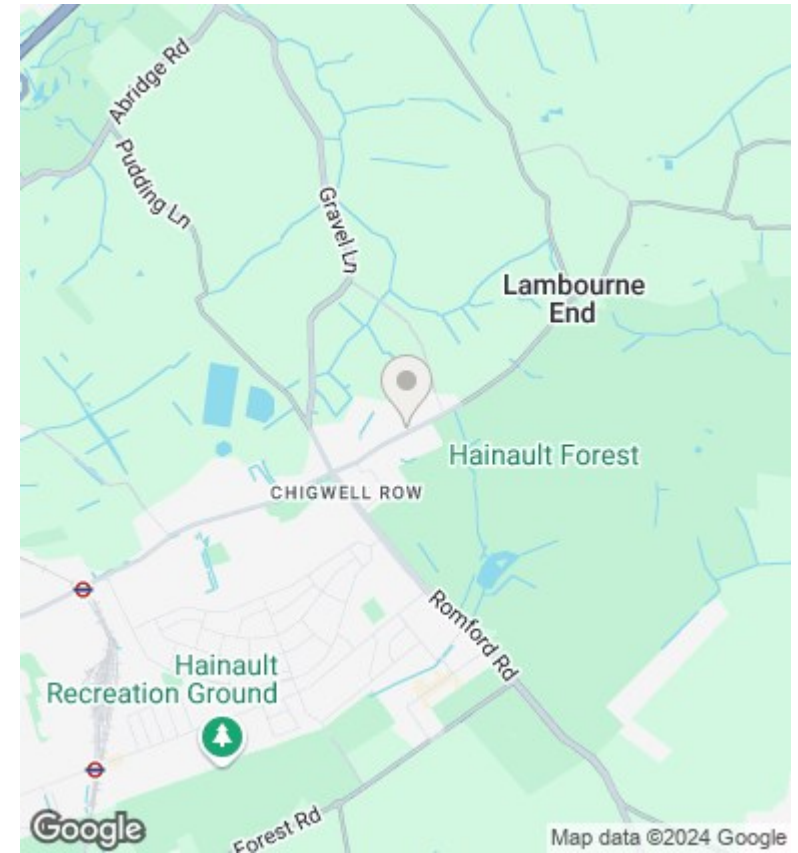 Abridge Rd
Pudding Ln
Gravel Ln
Lambourne
End
Hainault Forest
CHIGWELL ROW
Romford Rd
Hainault
Recreation Ground
Forest Rd
Google
Map data ©2024 Google